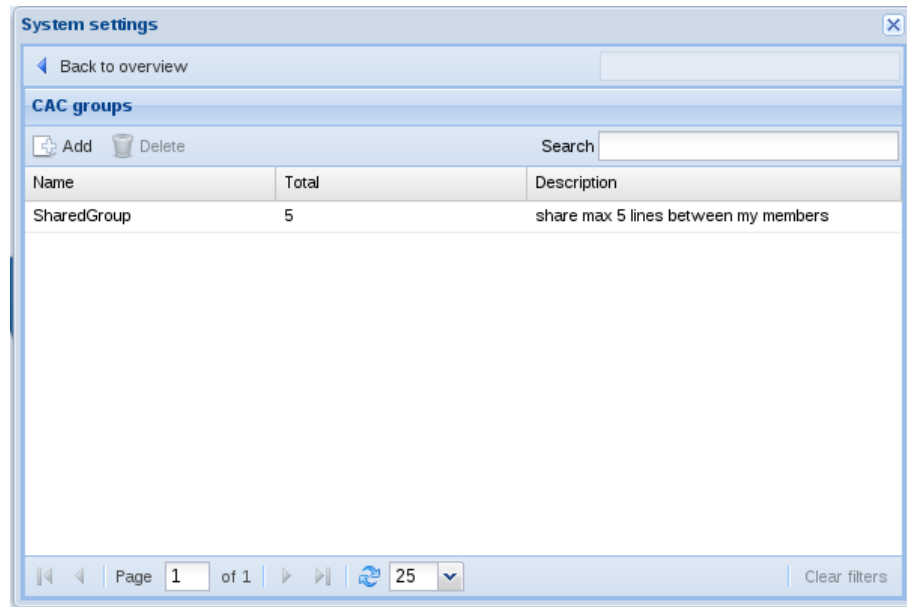 System settings
Back to overview
CAC groups
Add Delete Search
Name Total Description
SharedGroup 5 share max 5 lines between my members
Page 1 of 1 25 Clear filters